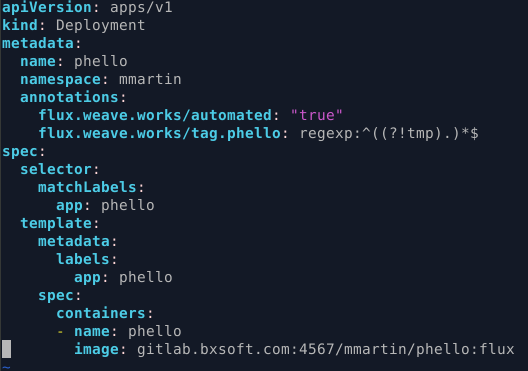 apiVersion: apps/v1
kind: Deployment
metadata:
  name: phello
  namespace: mmartin
  annotations:
    flux.weave.works/automated: "true"
    flux.weave.works/tag.phello: regexp:^((?!tmp).)*$
spec:
  selector:
    matchLabels:
      app: phello
  template:
    metadata:
      labels:
        app: phello
    spec:
      containers:
      - name: phello
        image: gitlab.bxsoft.com:4567/mmartin/phello:flux
~